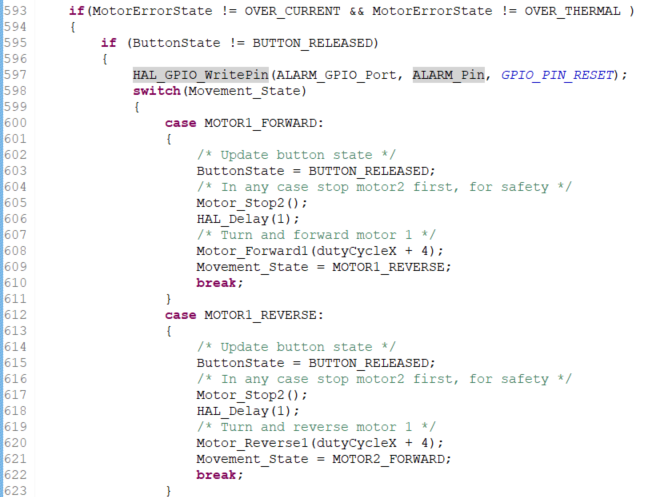 593 if(MotorErrorState != OVER_CURRENT && MotorErrorState != OVER_THERMAL )
594 {
595 if (ButtonState != BUTTON_RELEASED)
596 {
597 HAL_GPIO_WritePin(ALARM_GPIO_Port, ALARM_Pin, GPIO_PIN_RESET);
598 switch(Movement_State)
599 {
600 case MOTOR1_FORWARD:
601 {
602 /* Update button state */
603 ButtonState = BUTTON_RELEASED;
604 /* In any case stop motor2 first, for safety */
605 Motor_Stop2();
606 HAL_Delay(1);
607 /* Turn and forward motor 1 */
608 Motor_Forward1(dutyCycleX + 4);
609 Movement_State = MOTOR1_REVERSE;
610 break;
611 }
612 case MOTOR1_REVERSE:
613 {
614 /* Update button state */
615 ButtonState = BUTTON_RELEASED;
616 /* In any case stop motor2 first, for safety */
617 Motor_Stop2();
618 HAL_Delay(1);
619 /* Turn and reverse motor 1 */
620 Motor_Reverse1(dutyCycleX + 4);
621 Movement_State = MOTOR2_FORWARD;
622 break;
623 }